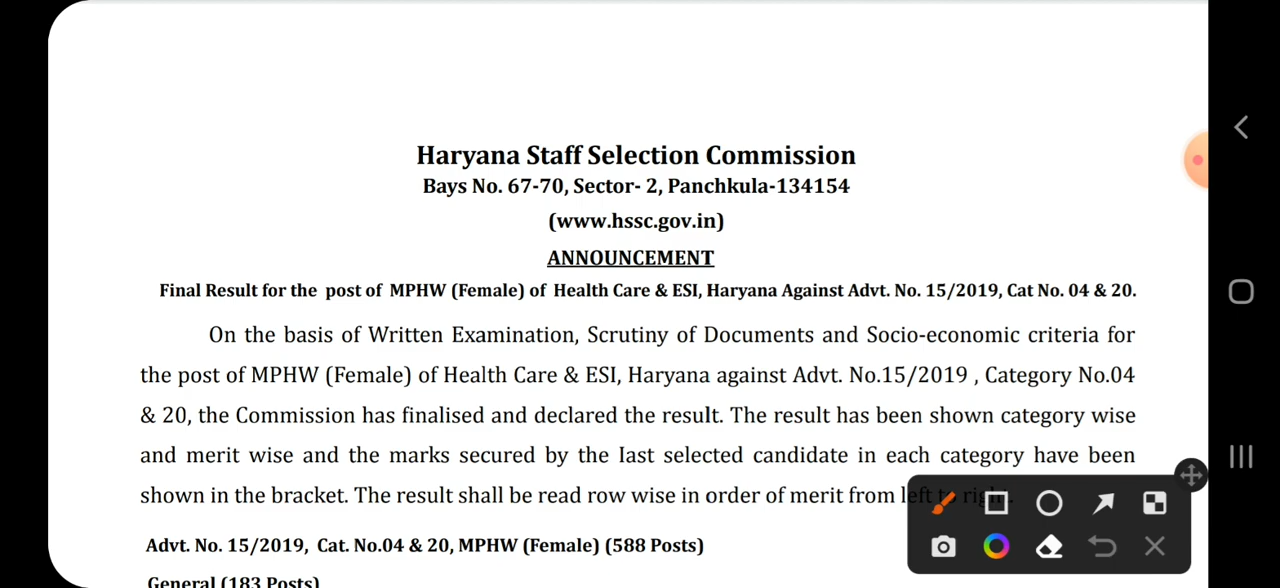 Haryana Staff Selection Commission
Bays No. 67-70, Sector- 2, Panchkula-134154
(www.hssc.gov.in)
ANNOUNCEMENT
Final Result for the post of MPHW (Female) of Health Care & ESI, Haryana Against Advt. No. 15/2019, Cat No. 04 & 20.
On the basis of Written Examination, Scrutiny of Documents and Socio-economic criteria for
the post of MPHW (Female) of Health Care & ESI, Haryana against Advt. No.15/2019 , Category No.04
& 20, the Commission has finalised and declared the result. The result has been shown category wise
and merit wise and the marks secured by the last selected candidate in each category have been
shown in the bracket. The result shall be read row wise in order of merit from left to right.
Advt. No. 15/2019, Cat. No.04 & 20, MPHW (Female) (588 Posts)
General (183 Posts)